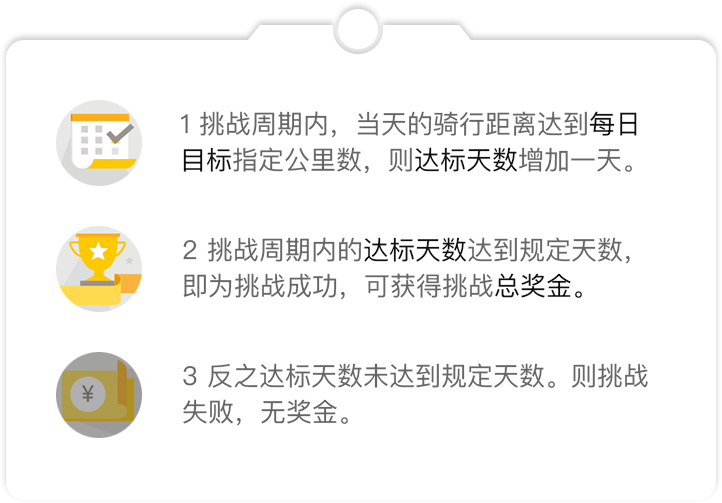 1 挑战周期内，当天的骑行距离达到每日
目标指定公里数，则达标天数增加一天。
2 挑战周期内的达标天数达到规定天数，
即为挑战成功，可获得挑战总奖金。
¥
3 反之达标天数未达到规定天数。则挑战
失败，无奖金。